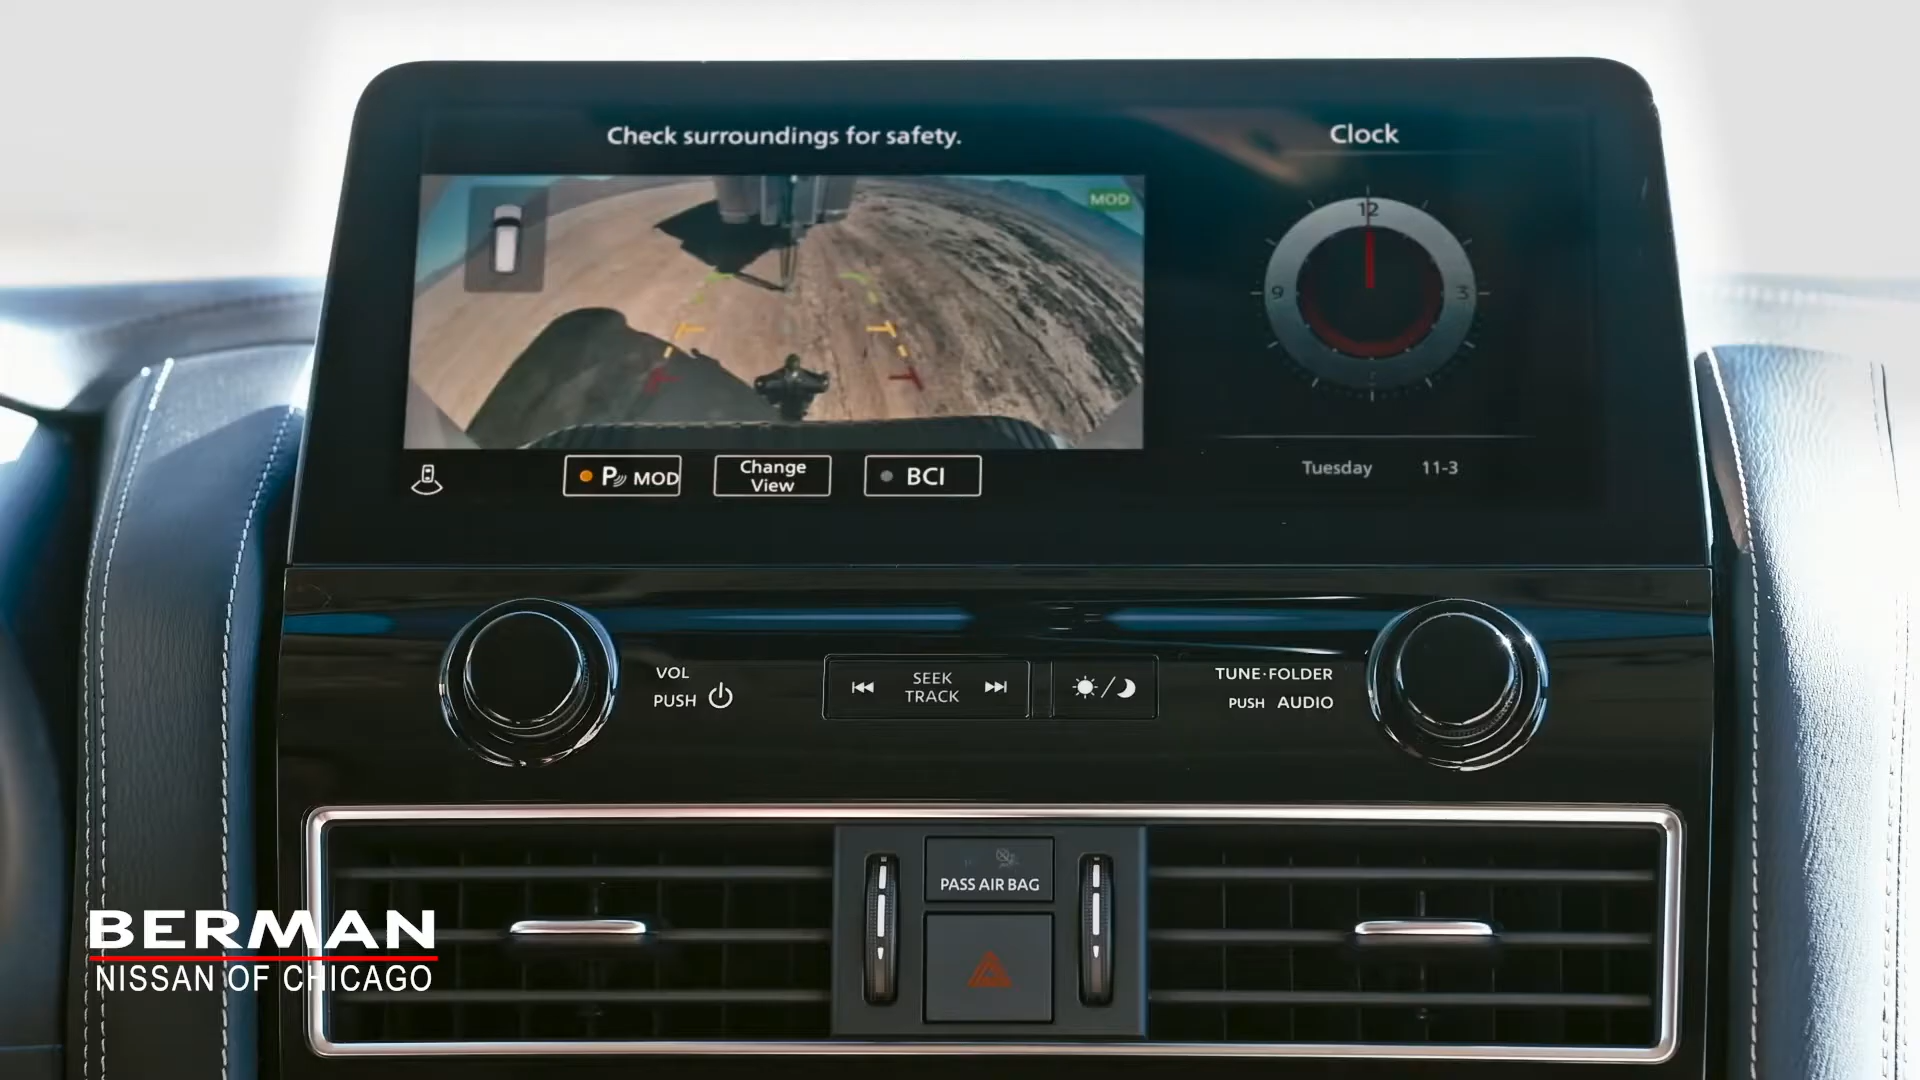 Check surroundings for safety.
Clock
MOD
12
9
3
P MOD
Change
View
BCI
Tuesday 11-3
VOL
PUSH
SEEK
TRACK
TUNE·FOLDER
PUSH AUDIO
PASS AIR BAG
BERMAN
NISSAN OF CHICAGO